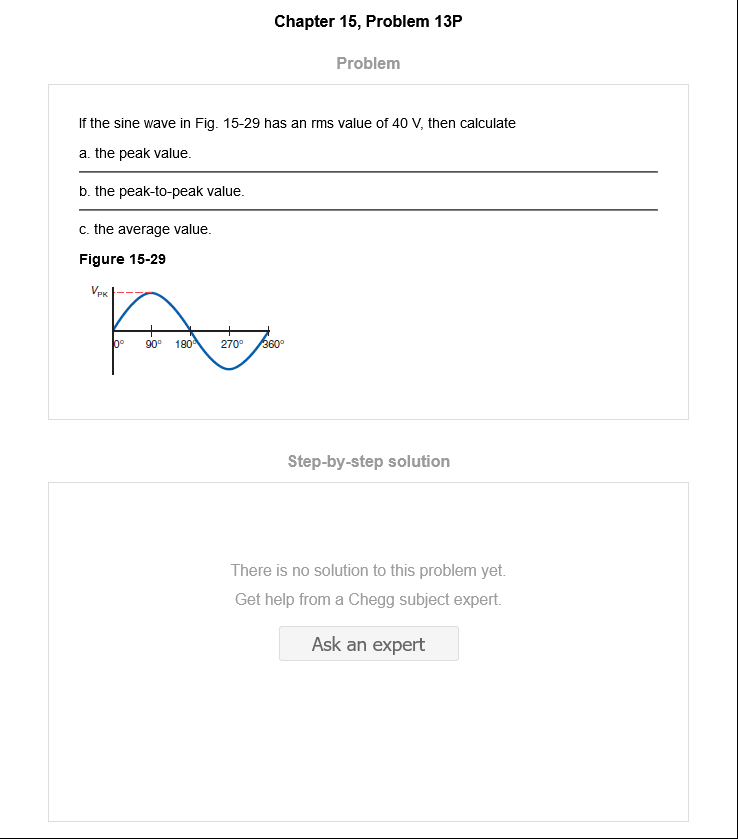 Chapter 15, Problem 13P
Problem
If the sine wave in Fig. 15-29 has an rms value of 40 V, then calculate
a. the peak value.
b. the peak-to-peak value.
c. the average value.
Figure 15-29
VPK
0° 90° 180° 270° 360°
Step-by-step solution
There is no solution to this problem yet.
Get help from a Chegg subject expert.
Ask an expert